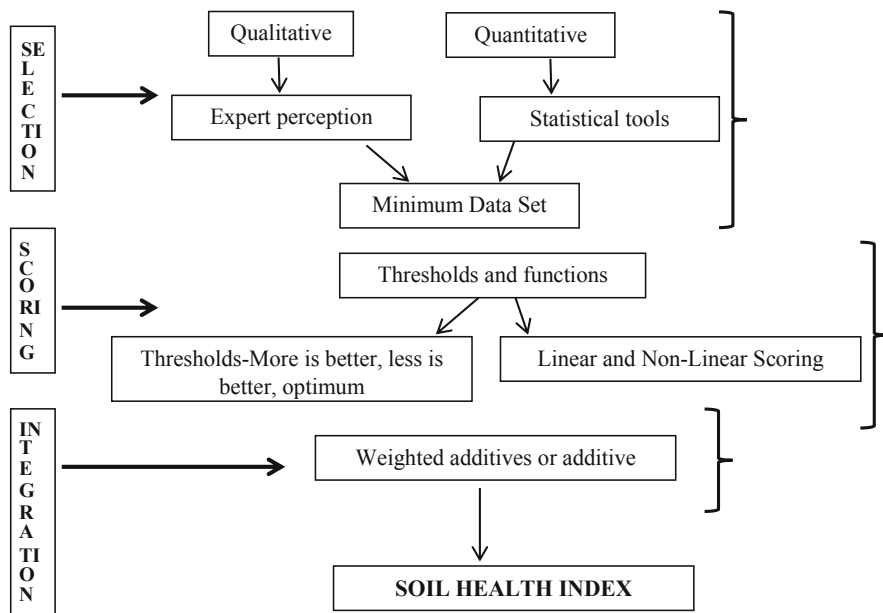 SELECTION
Qualitative
Quantitative
Expert perception
Statistical tools
Minimum Data Set
SCORING
Thresholds and functions
Thresholds-More is better, less is
better, optimum
Linear and Non-Linear Scoring
INTEGRATION
Weighted additives or additive
SOIL HEALTH INDEX